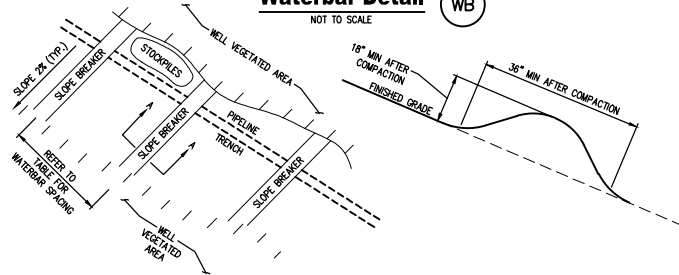 Waterbar Detail
WB
NOT TO SCALE
WELL VEGETATED AREA
STOCKPILES
SLOPE 2% (TYP.)
SLOPE BREAKER
A
SLOPE BREAKER
A
PIPELINE
TRENCH
SLOPE BREAKER
REFER TO
TABLE FOR
WATERBAR SPACING
WELL
VEGETATED
AREA
18" MIN AFTER
COMPACTION
36" MIN AFTER COMPACTION
FINISHED GRADE